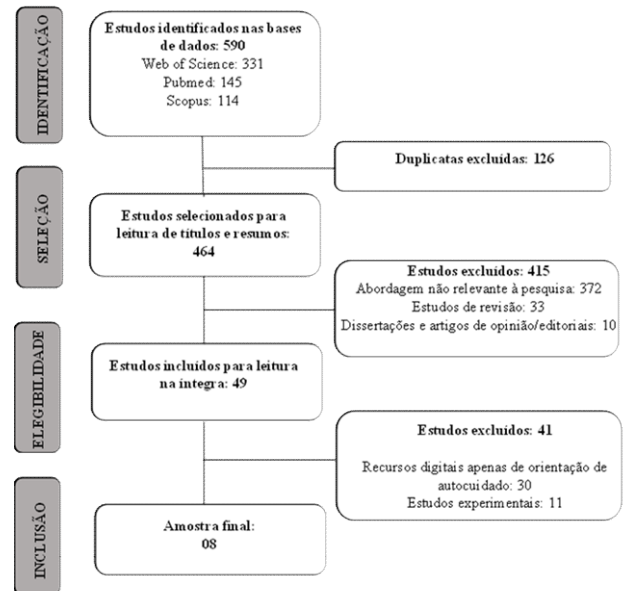 IDENTIFICAÇÃO
Estudos identificados nas bases
de dados: 590
Web of Science: 331
Pubmed: 145
Scopus: 114
Duplicatas excluídas: 126
SELEÇÃO
Estudos selecionados para
leitura de títulos e resumos:
464
Estudos excluídos: 415
Abordagem não relevante à pesquisa: 372
Estudos de revisão: 33
Dissertações e artigos de opinião/editoriais: 10
ELEGIBILIDADE
Estudos incluídos para leitura
na integra: 49
Estudos excluídos: 41
Recursos digitais apenas de orientação de
autocuidado: 30
Estudos experimentais: 11
INCLUSÃO
Amostra final:
08